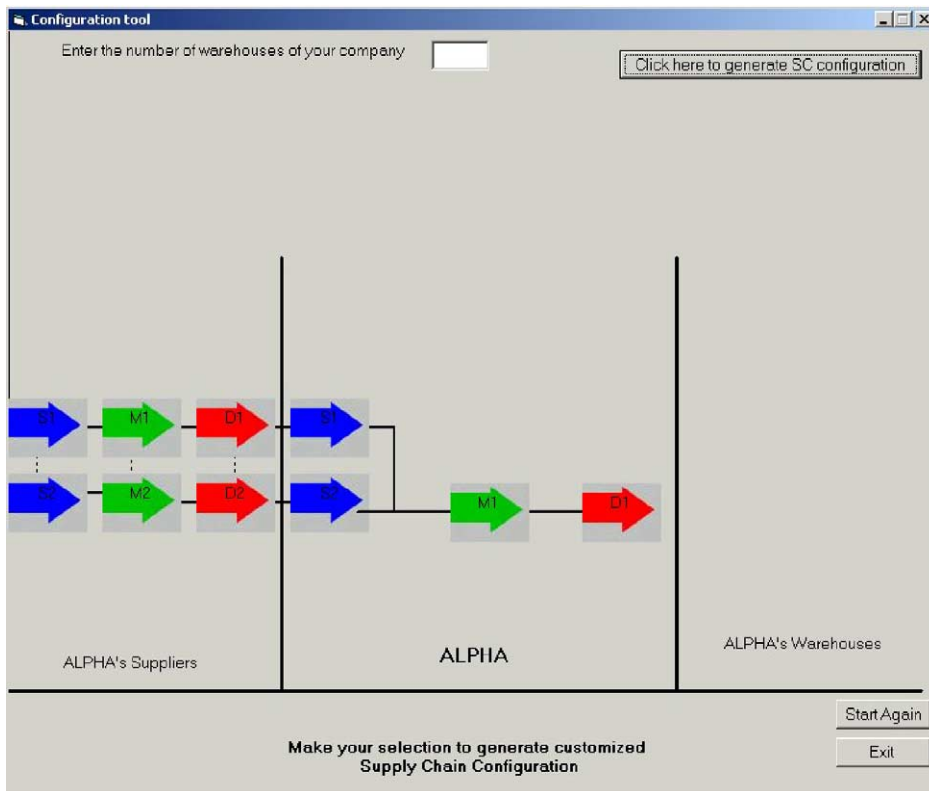 Configuration tool
Enter the number of warehouses of your company
Click here to generate SC configuration
S1 M1 D1 S1
S2 M2 D2 S2
M1 D1
ALPHA's Suppliers
ALPHA
ALPHA's Warehouses
Start Again
Make your selection to generate customized
Supply Chain Configuration
Exit